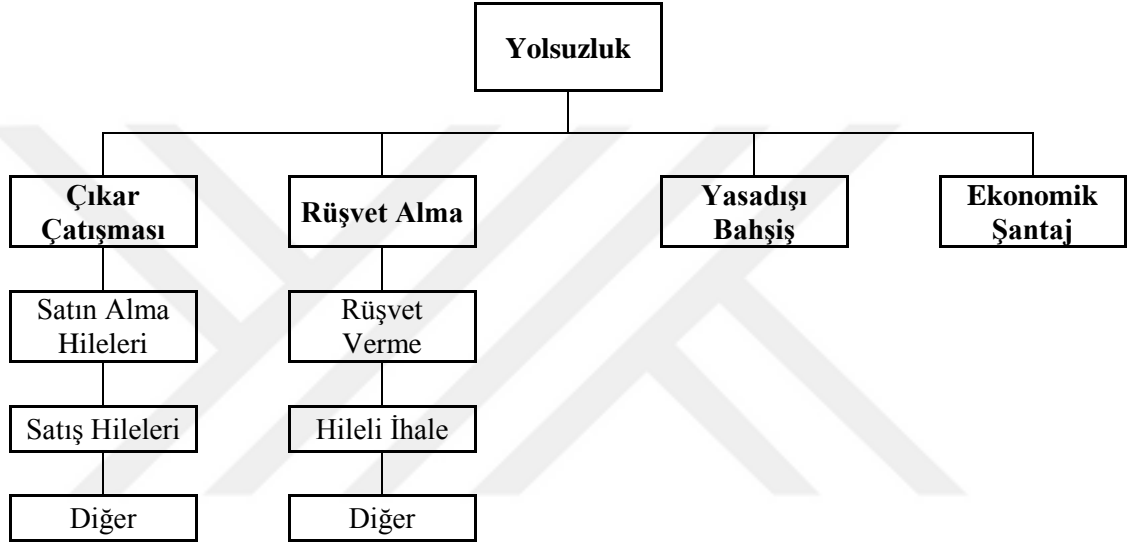 Yolsuzluk
Çıkar
Çatışması
Rüşvet Alma
Yasadışı
Bahşiş
Ekonomik
Şantaj
Satın Alma
Hileleri
Rüşvet
Verme
Satış Hileleri
Hileli İhale
Diğer
Diğer